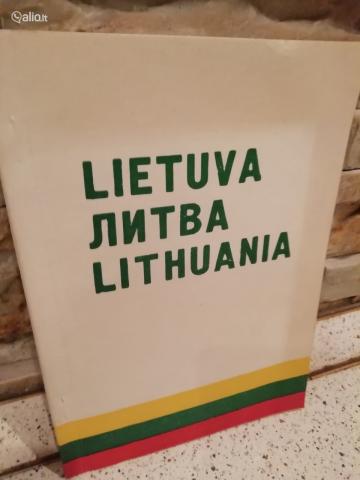 alio.lt
LIETUVA
ЛИТВА
LITHUANIA